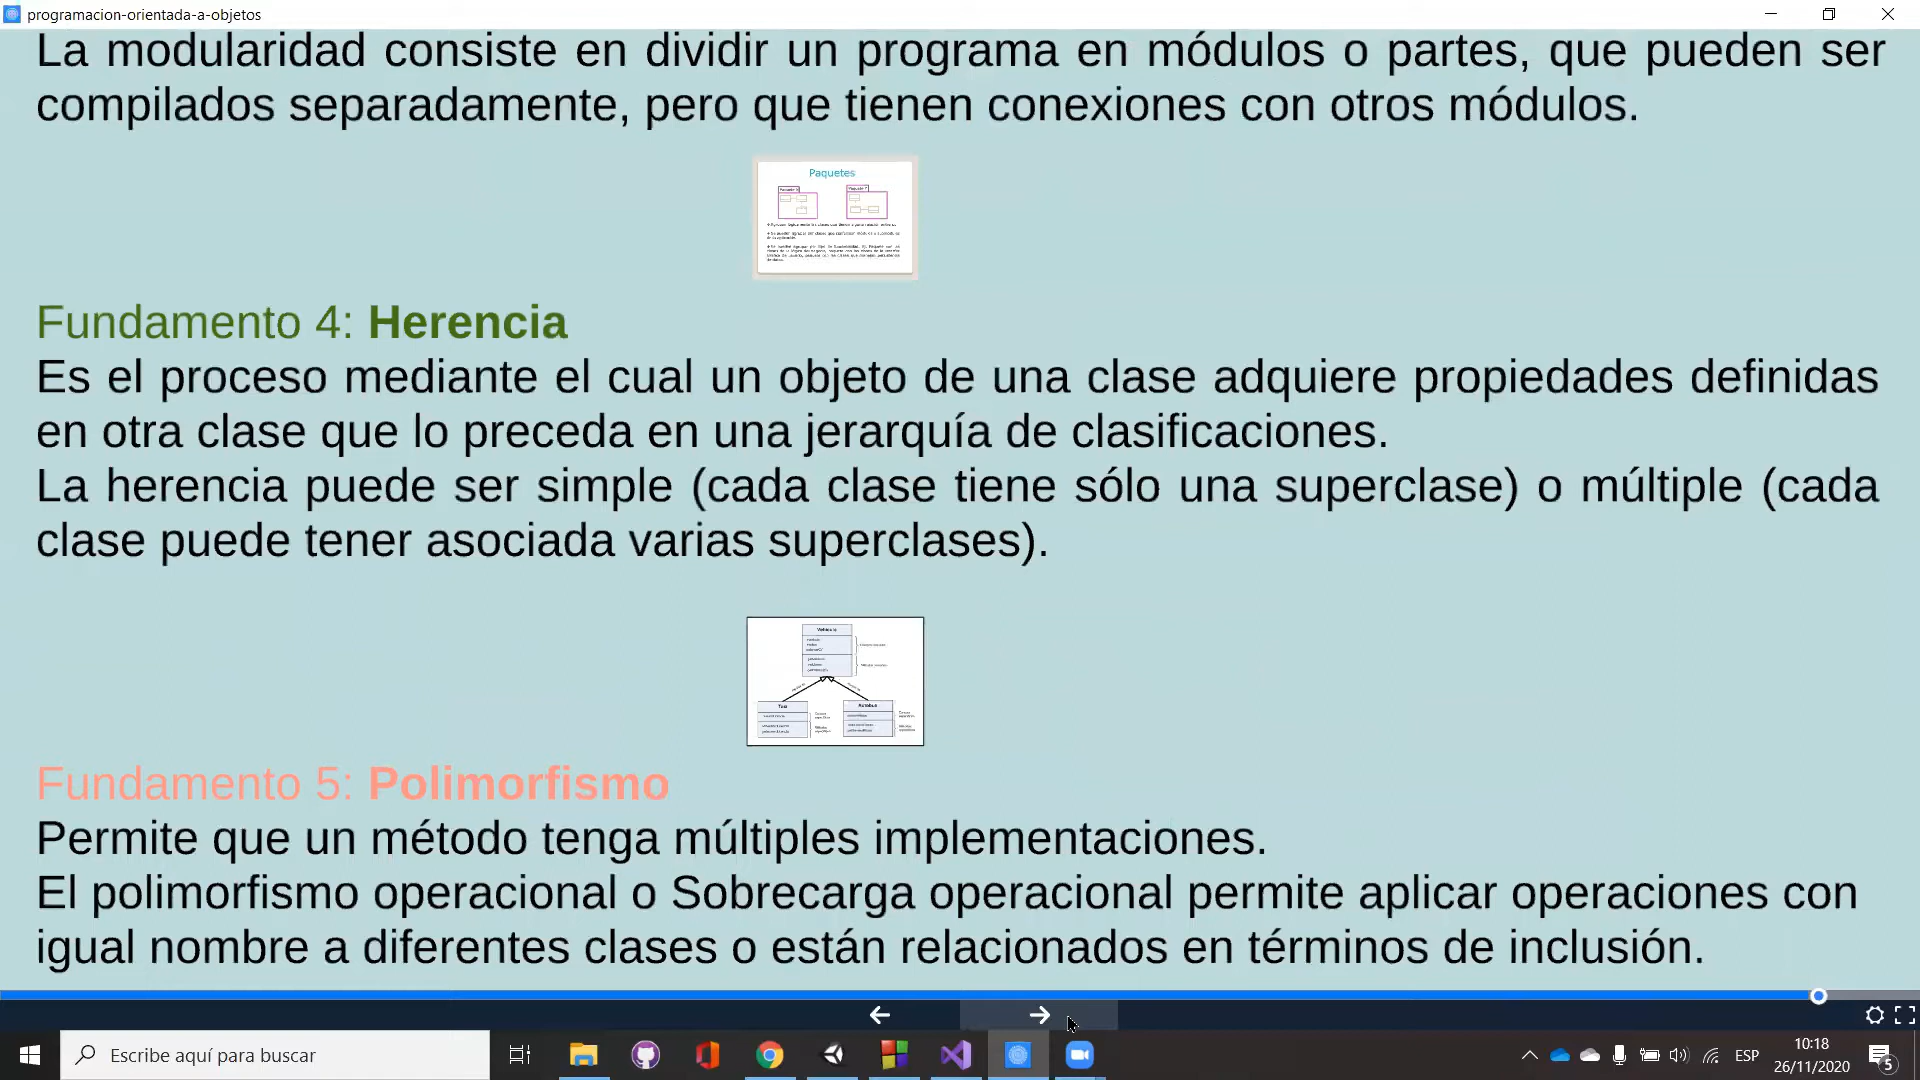 programacion-orientada-a-objetos
La modularidad consiste en dividir un programa en módulos o partes, que pueden ser
compilados separadamente, pero que tienen conexiones con otros módulos.
Paquetes
Fundamento 4: Herencia
Es el proceso mediante el cual un objeto de una clase adquiere propiedades definidas
en otra clase que lo preceda en una jerarquía de clasificaciones.
La herencia puede ser simple (cada clase tiene sólo una superclase) o múltiple (cada
clase puede tener asociada varias superclases).
Fundamento 5: Polimorfismo
Permite que un método tenga múltiples implementaciones.
El polimorfismo operacional o Sobrecarga operacional permite aplicar operaciones con
igual nombre a diferentes clases o están relacionados en términos de inclusión.
Escribe aquí para buscar
ESP
10:18
26/11/2020
5